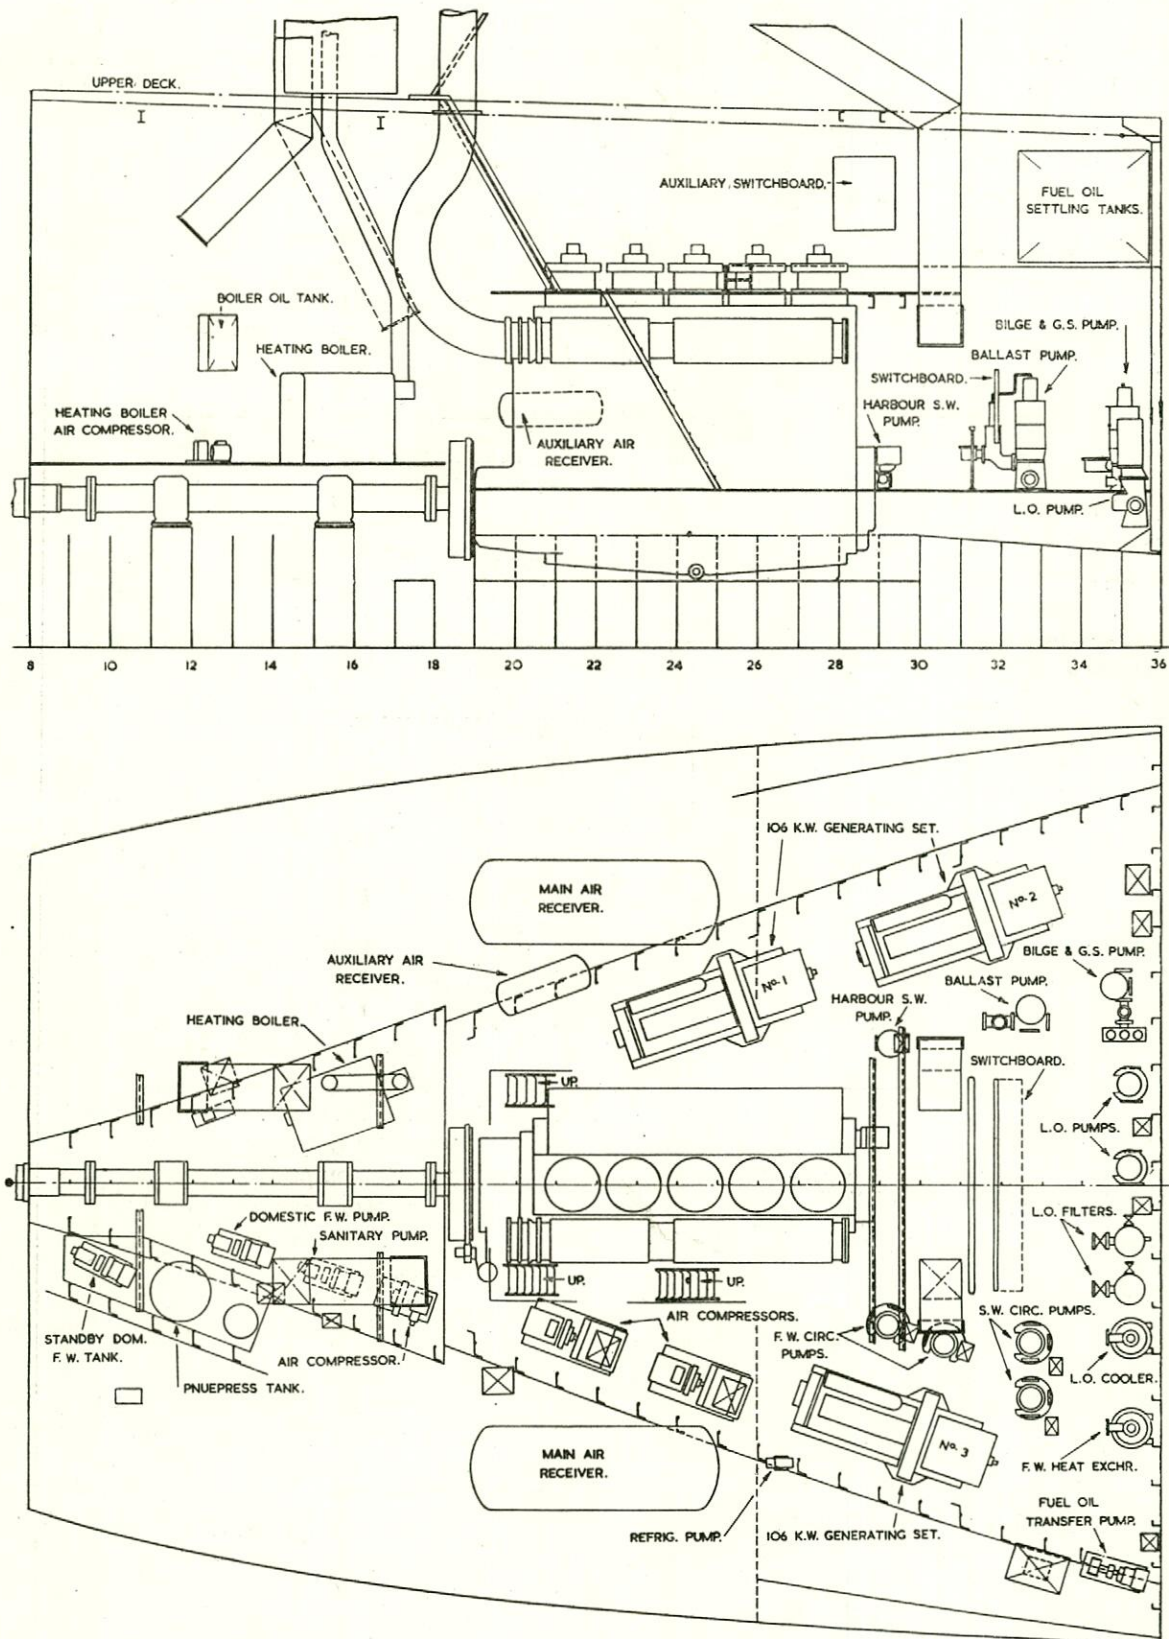 UPPER DECK.
I
I
AUXILIARY SWITCHBOARD.
FUEL OIL
SETTLING TANKS.
BOILER OIL TANK.
HEATING BOILER.
BILGE & G.S. PUMP.
BALLAST PUMP.
SWITCHBOARD.
HARBOUR S.W.
PUMP.
HEATING BOILER
AIR COMPRESSOR.
AUXILIARY AIR
RECEIVER.
L.O. PUMP.
8 10 12 14 16 18 20 22 24 26 28 30 32 34 36
106 K.W. GENERATING SET.
MAIN AIR
RECEIVER.
No. 2
AUXILIARY AIR
RECEIVER.
No. 1
BILGE & G.S. PUMP.
BALLAST PUMP.
HARBOUR S.W.
PUMP.
HEATING BOILER.
SWITCHBOARD.
UP.
L.O. PUMPS.
DOMESTIC F.W. PUMP.
SANITARY PUMP.
L.O. FILTERS.
UP.
UP.
AIR COMPRESSORS.
S.W. CIRC. PUMPS.
STANDBY DOM.
F.W. TANK.
AIR COMPRESSOR.
F.W. CIRC.
PUMPS.
PNUEPRESS TANK.
L.O. COOLER.
MAIN AIR
RECEIVER.
No. 3
F.W. HEAT EXCHR.
REFRIG. PUMP.
106 K.W. GENERATING SET.
FUEL OIL
TRANSFER PUMP.